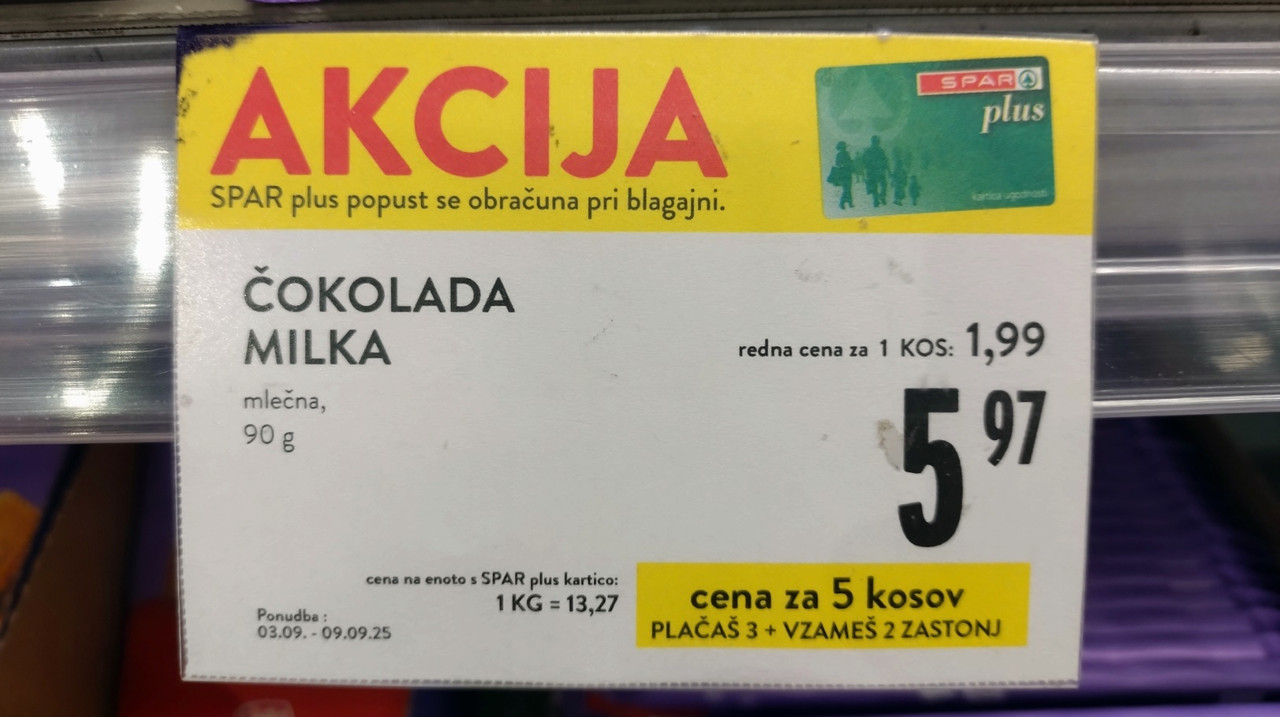 AKCIJA
SPAR plus popust se obračuna pri blagajni.
SPAR
plus
kartica ugodnosti
ČOKOLADA
MILKA
mlečna,
90 g
redna cena za 1 KOS: 1,99
5 97
cena na enoto s SPAR plus kartico:
1 KG = 13,27
Ponudba :
03.09. - 09.09.25
cena za 5 kosov
PLAČAŠ 3 + VZAMEŠ 2 ZASTONJ